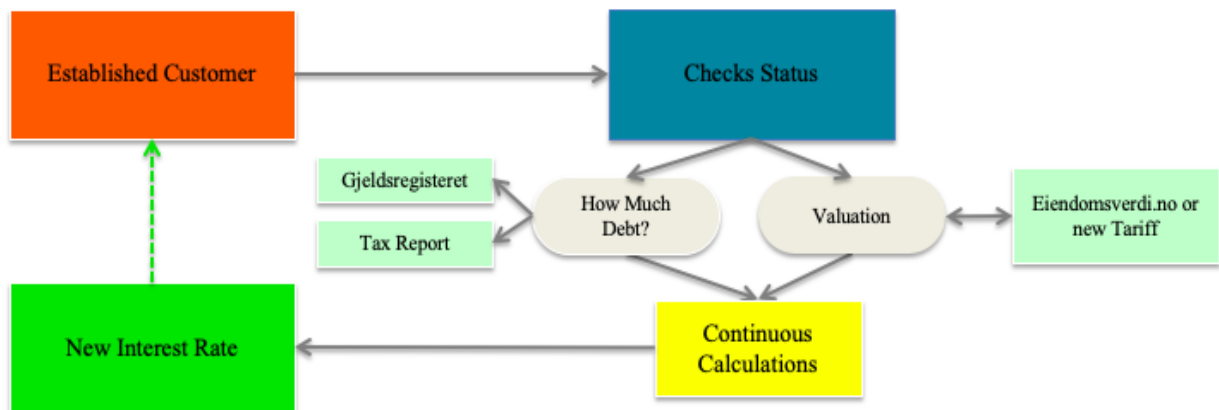 Established Customer
Checks Status
Gjeldsregisteret
Tax Report
How Much
Debt?
Valuation
Eiendomsverdi.no or
new Tariff
New Interest Rate
Continuous
Calculations